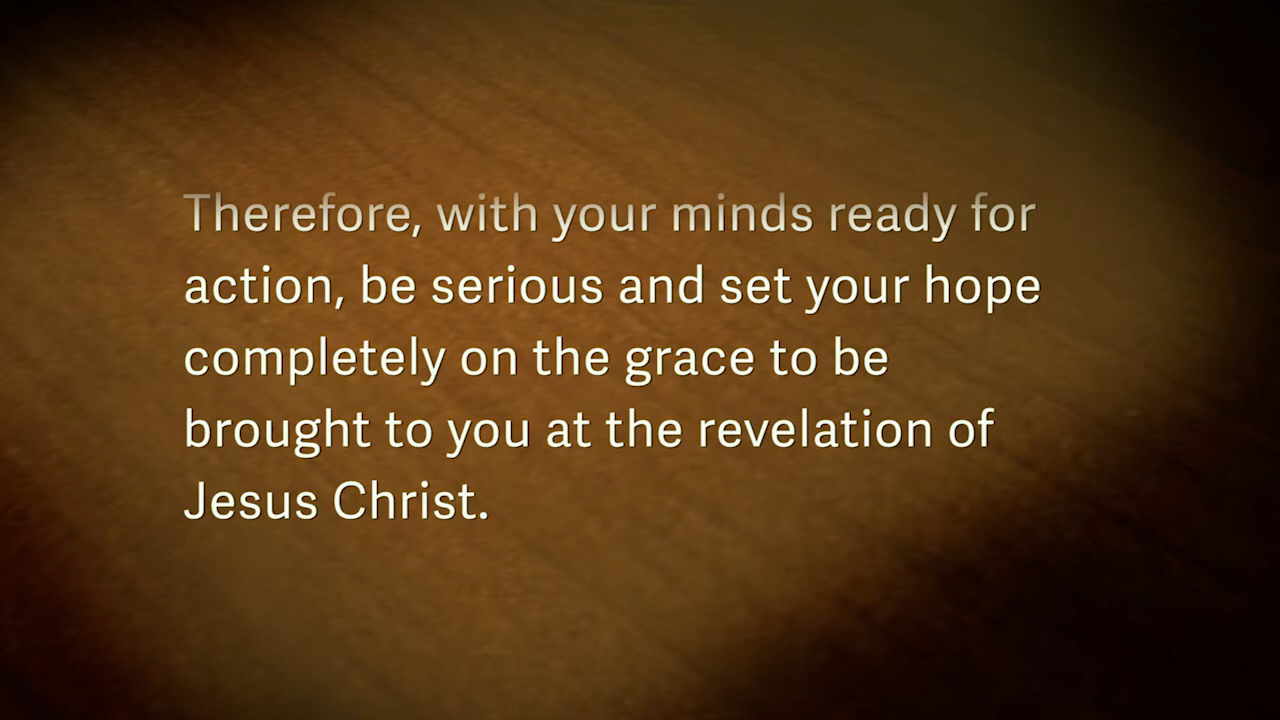 Therefore, with your minds ready for
action, be serious and set your hope
completely on the grace to be
brought to you at the revelation of
Jesus Christ.